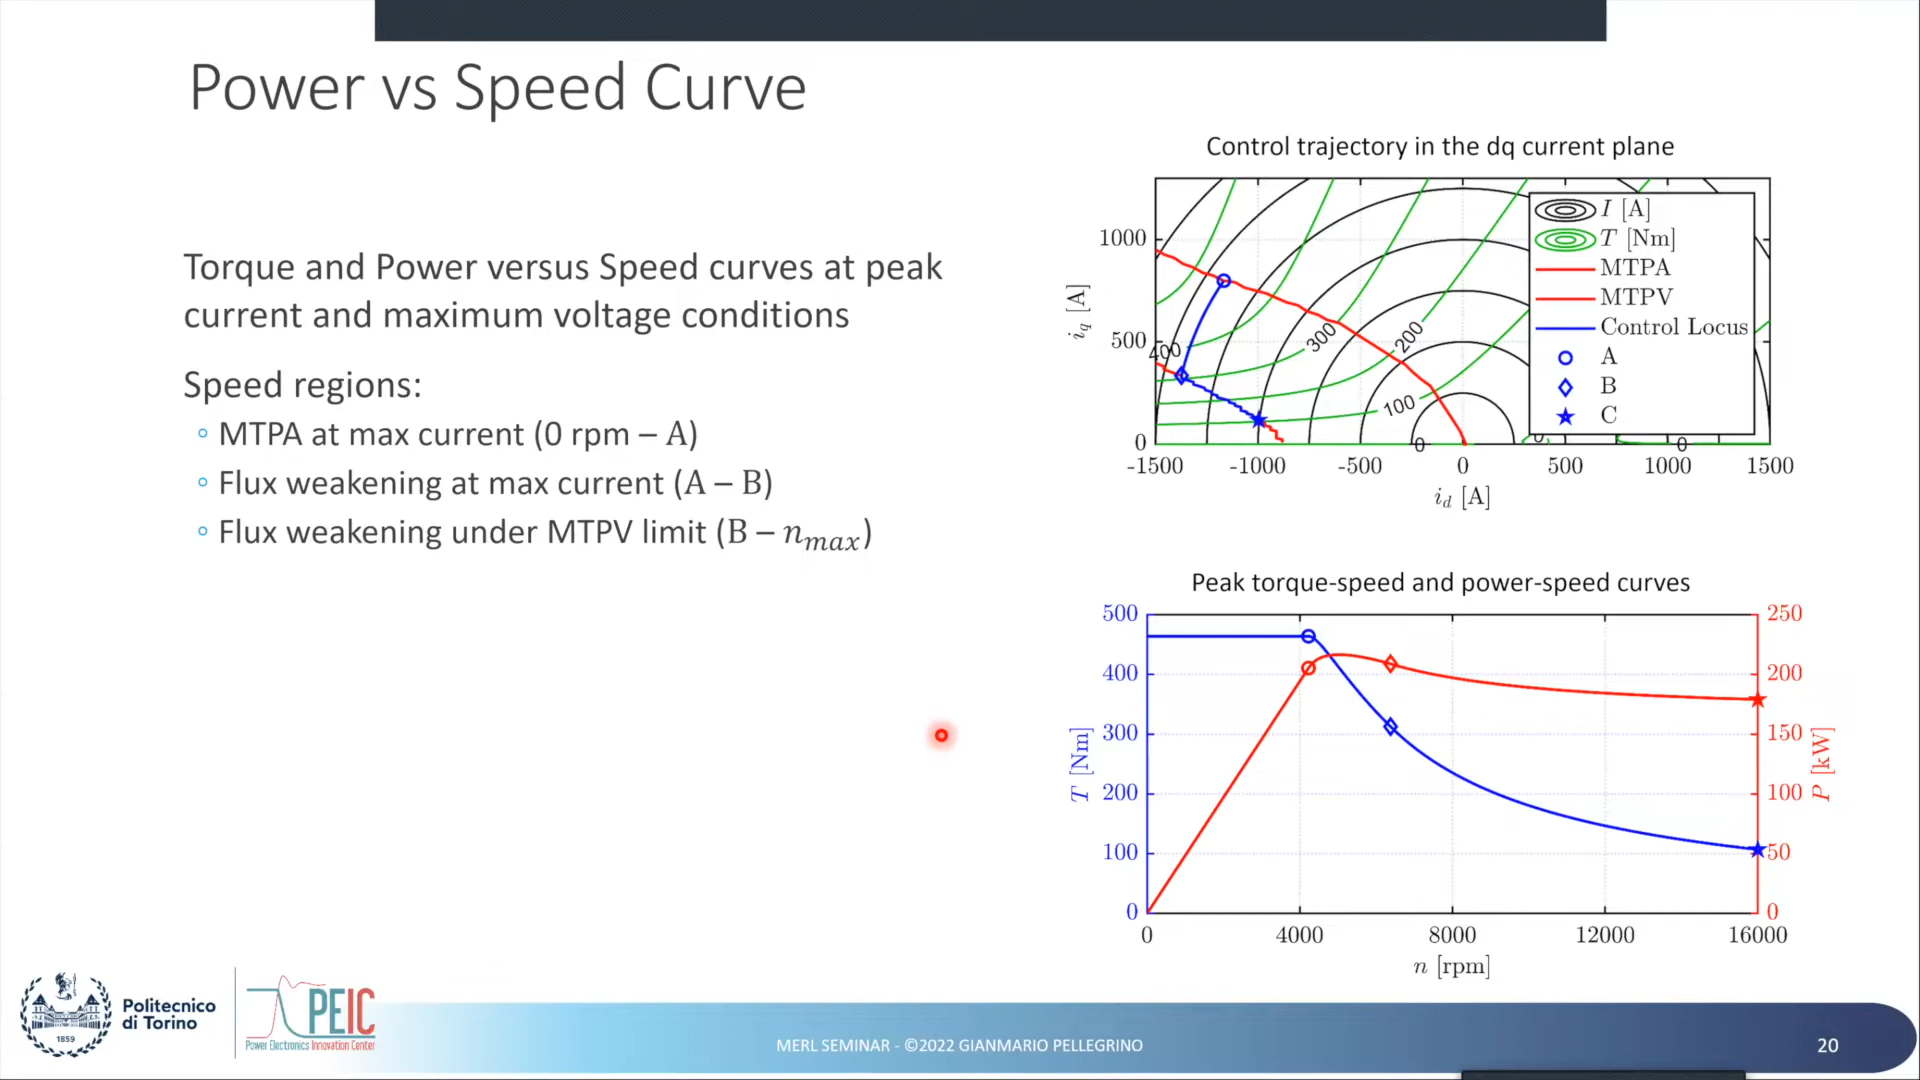 Power vs Speed Curve
Torque and Power versus Speed curves at peak
current and maximum voltage conditions
Speed regions:
MTPA at max current (0 rpm – A)
Flux weakening at max current (A – B)
Flux weakening under MTPV limit (B – nmax)
Control trajectory in the dq current plane
I [A]
T [Nm]
MTPA
MTPV
Control Locus
A
B
C
1000
500
0
iq [A]
400
300
200
100
0
0
-1500 -1000 -500 0 500 1000 1500
id [A]
Peak torque-speed and power-speed curves
500
400
300
200
100
0
T [Nm]
250
200
150
100
50
0
P [kW]
0 4000 8000 12000 16000
n [rpm]
Politecnico
di Torino
1859
PEIC
Power Electronics Innovation Center
MERL SEMINAR - ©2022 GIANMARIO PELLEGRINO
20